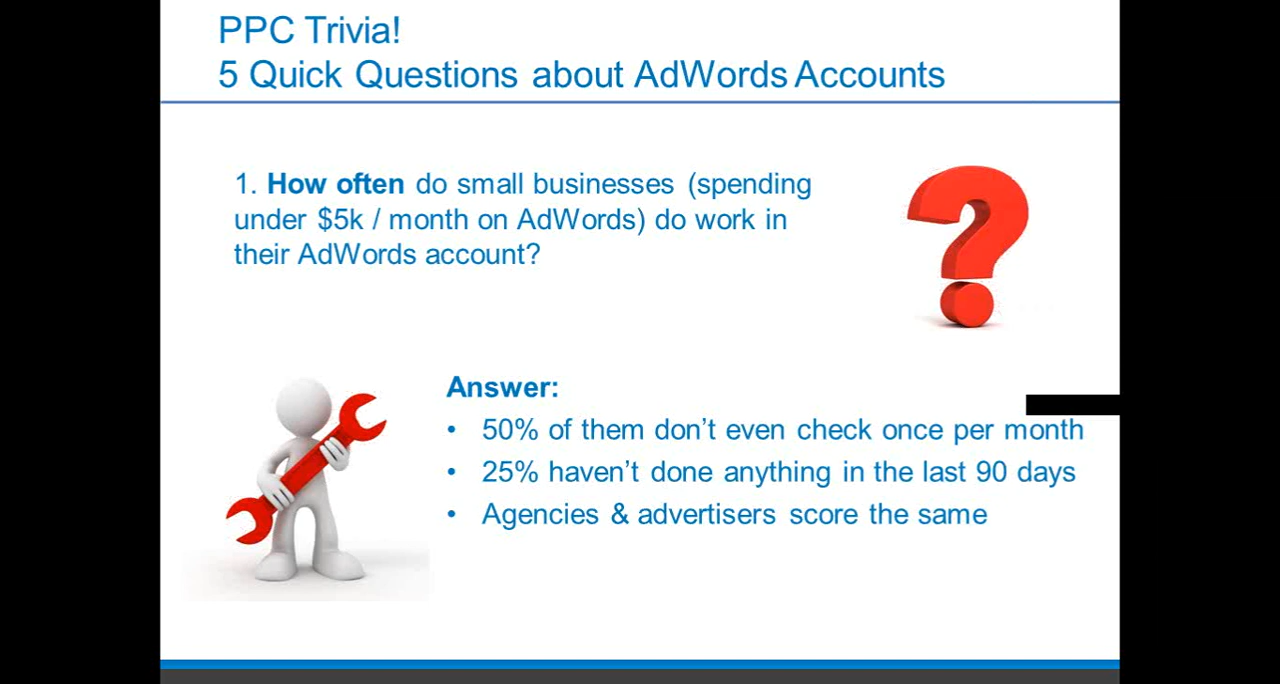 PPC Trivia!
5 Quick Questions about AdWords Accounts
1. How often do small businesses (spending
under $5k / month on AdWords) do work in
their AdWords account?
Answer:
• 50% of them don’t even check once per month
• 25% haven’t done anything in the last 90 days
• Agencies & advertisers score the same